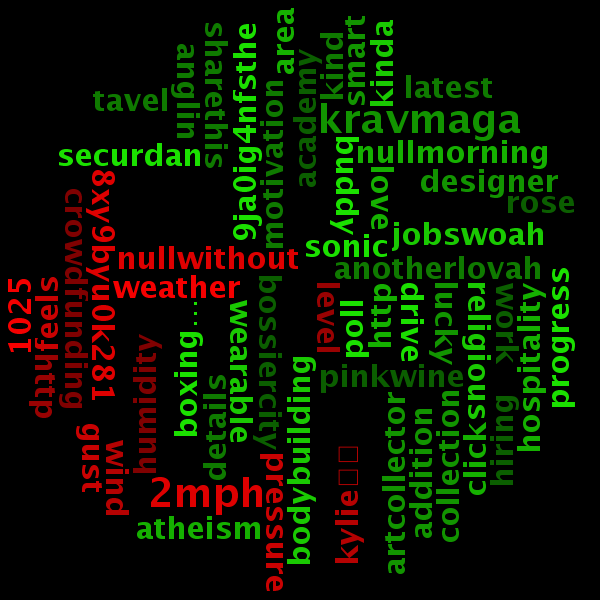 sharethis
anglin
9ja0ig4nfsthe
area
motivation
academy
kind
smart
kinda
latest
tavel
kravmaga
securdan
nullmorning
buddy
love
designer
rose
8xy9byu0k281
crowdfunding
jobswoah
sonic
nullwithout
anotherlovah
weather
bossiercity
1025
feels
http
humidity
boxing...
wearable
details
level
poll
http
drive
lucky
religions
work
hospitality
progress
pinkwine
bodybuilding
artcollector
addition
collection
clicks
hiring
gust
wind
2mph
pressure
kylie
atheism